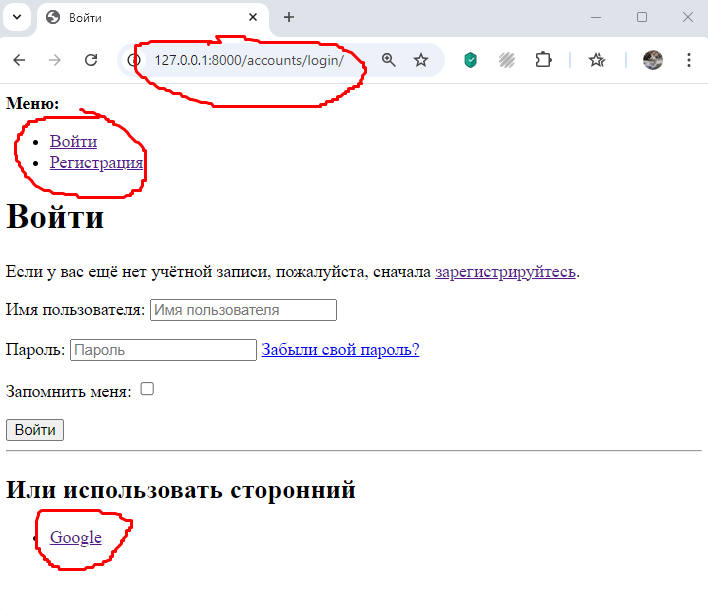 Войти
127.0.0.1:8000/accounts/login/
Меню:
Войти
Регистрация
Войти
Если у вас ещё нет учётной записи, пожалуйста, сначала зарегистрируйтесь.
Имя пользователя: Имя пользователя
Пароль: Пароль Забыли свой пароль?
Запомнить меня:
Войти
Или использовать сторонний
Google